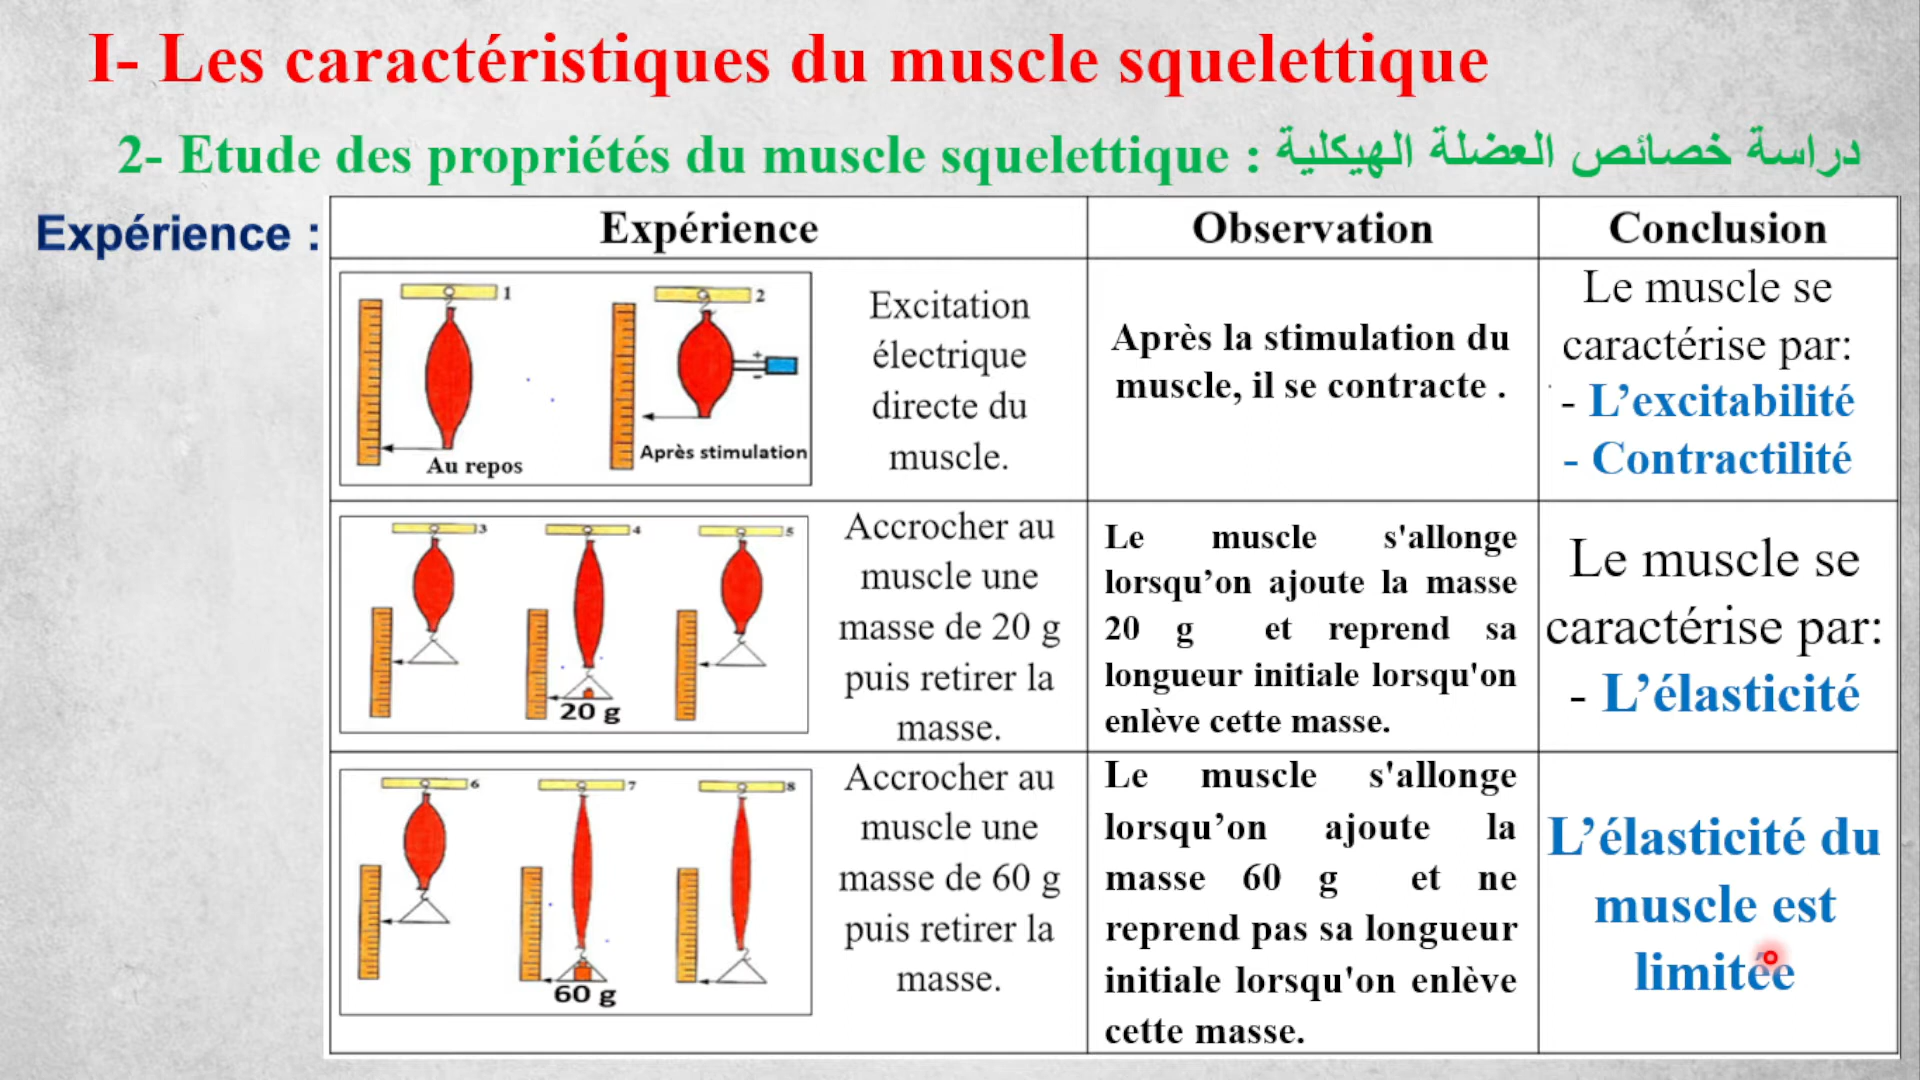 I- Les caractéristiques du muscle squelettique
2- Etude des propriétés du muscle squelettique : دراسة خصائص العضلة الهيكلية
Expérience :
Expérience
Observation
Conclusion
1
2
Au repos
+
-
Après stimulation
Excitation
électrique
directe du
muscle.
Après la stimulation du
muscle, il se contracte .
Le muscle se
caractérise par:
- L’excitabilité
- Contractilité
3
4
5
20 g
Accrocher au
muscle une
masse de 20 g
puis retirer la
masse.
Le muscle s'allonge
lorsqu’on ajoute la masse
20 g et reprend sa
longueur initiale lorsqu'on
enlève cette masse.
Le muscle se
caractérise par:
- L’élasticité
6
7
8
60 g
Accrocher au
muscle une
masse de 60 g
puis retirer la
masse.
Le muscle s'allonge
lorsqu’on ajoute la
masse 60 g et ne
reprend pas sa longueur
initiale lorsqu'on enlève
cette masse.
L’élasticité du
muscle est
limitée